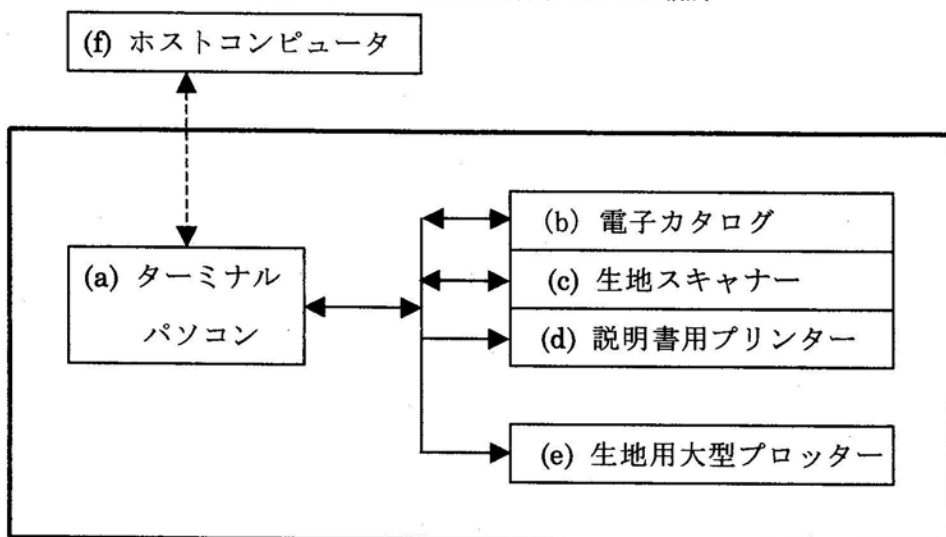 (f) ホストコンピュータ
(b) 電子カタログ
(a) ターミナル
パソコン
(c) 生地スキャナー
(d) 説明書用プリンター
(e) 生地用大型プロッター